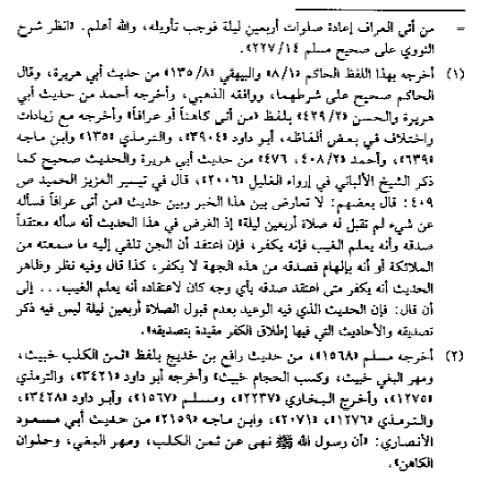 = من أتى العراف إعادة صلوات أربعين ليلة فوجب تأويله، والله أعلم. «انظر شرح
النووي على صحيح مسلم ٢٢٧/١٤».
(١) أخرجه بهذا اللفظ الحاكم «٨/١» والبيهقي «١٣٥/٨» من حديث أبي هريرة، وقال
الحاكم صحيح على شرطهما، ووافقه الذهبي، وأخرجه أحمد من حديث أبي
هريرة والحسن «٤٢٩/٢» بلفظ «من أتى كاهناً أو عرافاً» وأخرجه مع زيادات
واختلاف في بعض ألفاظه، أبو داود «٣٩٠٤» والترمذي «١٣٥» وابن ماجه
«٦٣٩» وأحمد «٤٠٨/٢، ٤٧٦» من حديث أبي هريرة والحديث صحيح كما
ذكر الشيخ الألباني في إرواء الغليل «٢٠٠٦»، قال في تيسير العزيز الحميد ص
٤٠٩: قال بعضهم: لا تعارض بين هذا الخبر وبين حديث «من أتى عرافاً فسأله
عن شيء لم تقبل له صلاة أربعين ليلة» إذ الغرض في هذا الحديث أنه سأله معتقداً
صدقه وأنه يعلم الغيب فإنه يكفر، فإن اعتقد أن الجن تلقي إليه ما سمعته من
الملائكة أو أنه بإلهام فصدقه من هذه الجهة لا يكفر، كذا قال وفيه نظر وظاهر
الحديث أنه يكفر متى اعتقد صدقه بأي وجه كان لاعتقاده أنه يعلم الغيب... إلى
أن قال: فإن الحديث الذي فيه الوعيد بعدم قبول الصلاة أربعين ليلة ليس فيه ذكر
تصديقه والأحاديث التي فيها إطلاق الكفر مقيدة بتصديقه».
(٢) أخرجه مسلم «١٥٦٨» من حديث رافع بن خديج بلفظ «ثمن الكلب خبيث،
ومهر البغي خبيث، وكسب الحجام خبيث» وأخرجه أبو داود «٣٤٢١»، والترمذي
«١٢٧٥»، وأخرج البخاري «٢٢٣٧» ومسلم «١٥٦٧» وأبو داود «٣٤٢٨»
والترمذي «١٢٧٦» «٢٠٧١»، وابن ماجه «٢١٥٩» من حديث أبي مسعود
الأنصاري: «أن رسول الله ﷺ نهى عن ثمن الكلب، ومهر البغي، وحلوان
الكاهن».